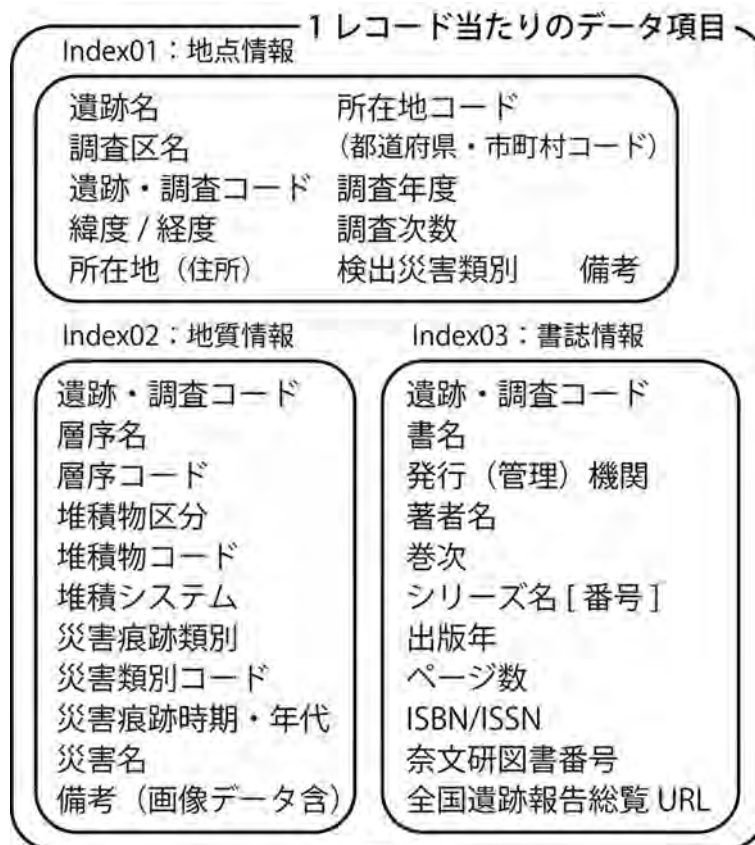 1 レコード当たりのデータ項目
Index01：地点情報
遺跡名
調査区名
遺跡・調査コード
緯度 / 経度
所在地（住所）
所在地コード
（都道府県・市町村コード）
調査年度
調査次数
検出災害類別 備考
Index02：地質情報
遺跡・調査コード
層序名
層序コード
堆積物区分
堆積物コード
堆積システム
災害痕跡類別
災害類別コード
災害痕跡時期・年代
災害名
備考（画像データ含）
Index03：書誌情報
遺跡・調査コード
書名
発行（管理）機関
著者名
巻次
シリーズ名 [ 番号 ]
出版年
ページ数
ISBN/ISSN
奈文研図書番号
全国遺跡報告総覧 URL